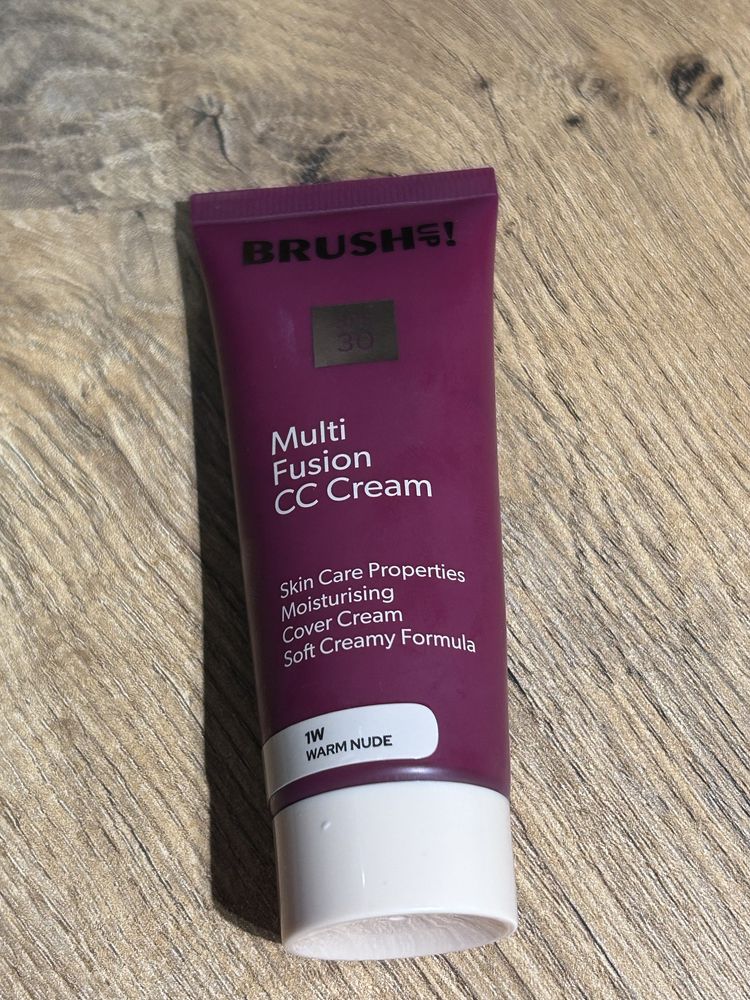 BRUSH UP!
30
Multi
Fusion
CC Cream
Skin Care Properties
Moisturising
Cover Cream
Soft Creamy Formula
1W
WARM NUDE